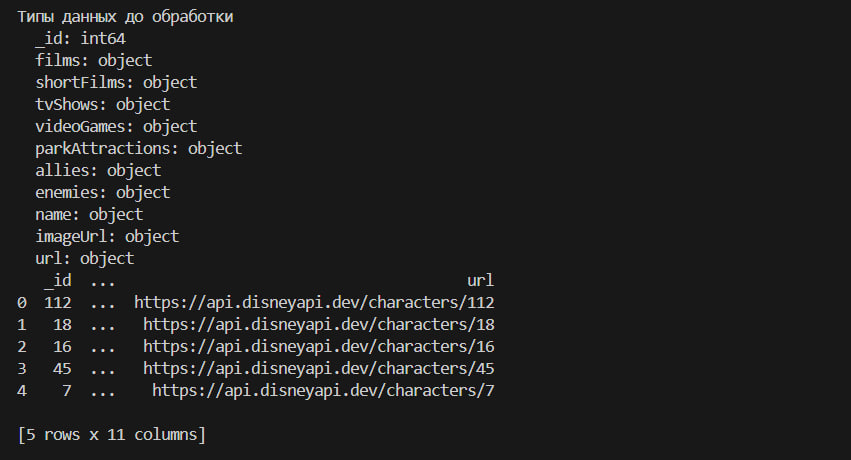 Типы данных до обработки
  _id: int64
  films: object
  shortFilms: object
  tvShows: object
  videoGames: object
  parkAttractions: object
  allies: object
  enemies: object
  name: object
  imageUrl: object
  url: object
   _id  ...                                        url
0  112  ...  https://api.disneyapi.dev/characters/112
1   18  ...   https://api.disneyapi.dev/characters/18
2   16  ...   https://api.disneyapi.dev/characters/16
3   45  ...   https://api.disneyapi.dev/characters/45
4    7  ...    https://api.disneyapi.dev/characters/7

[5 rows x 11 columns]